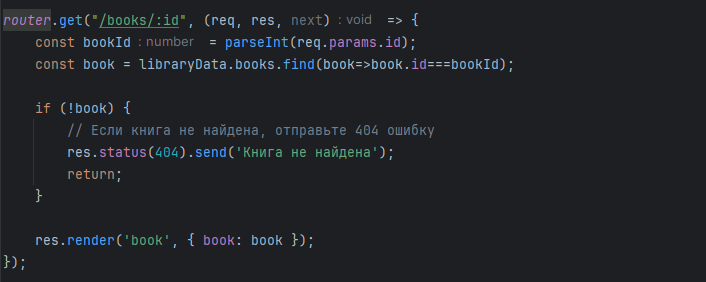 router.get("/books/:id", (req, res, next) : void => {
    const bookId : number = parseInt(req.params.id);
    const book = libraryData.books.find(book=>book.id===bookId);
    if (!book) {
        // Если книга не найдена, отправьте 404 ошибку
        res.status(404).send('Книга не найдена');
        return;
    }
    res.render('book', { book: book });
});